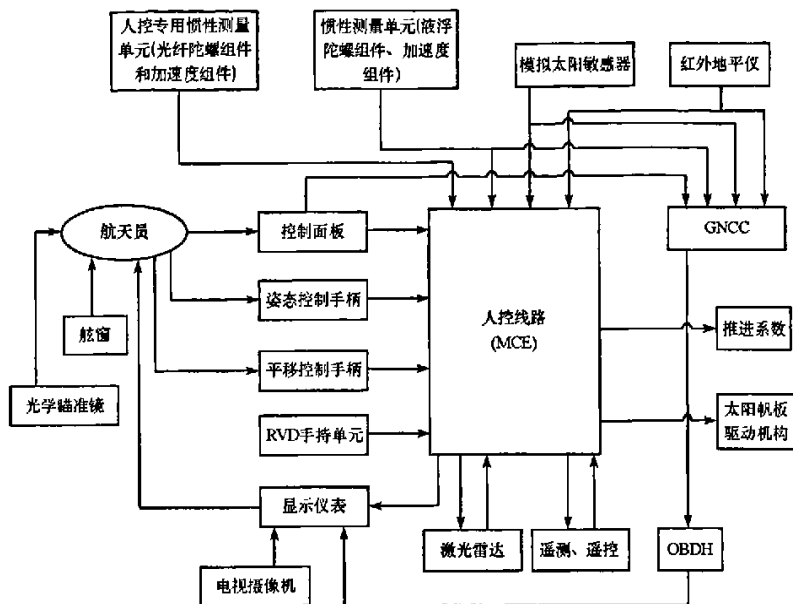 人控专用惯性测量
单元(光纤陀螺组件
和加速度组件)
惯性测量单元(液浮
陀螺组件、加速度
组件)
模拟太阳敏感器
红外地平仪
航天员
控制面板
GNCC
姿态控制手柄
人控线路
(MCE)
舷窗
推进系数
平移控制手柄
光学瞄准镜
太阳帆板
驱动机构
RVD手持单元
显示仪表
激光雷达
遥测、遥控
OBDH
电视摄像机